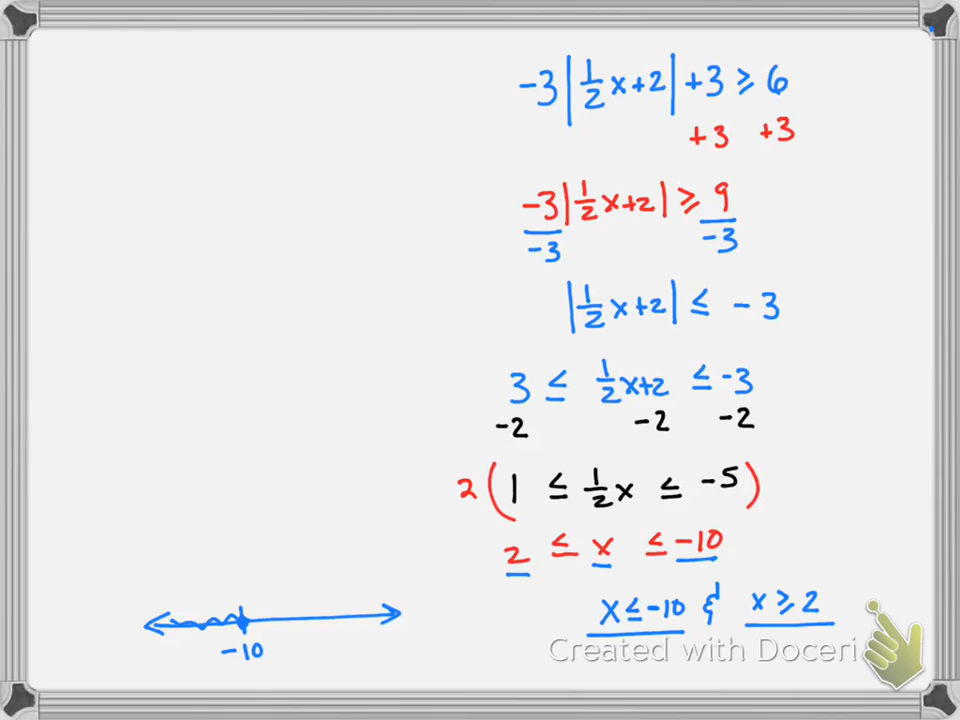 -3|1/2x+2| +3 ≥ 6
+3 +3
-3|1/2x+2| ≥ 9
-3 -3
|1/2x+2| ≤ -3
3 ≤ 1/2x+2 ≤ -3
-2 -2 -2
2(1 ≤ 1/2x ≤ -5)
2 ≤ x ≤ -10
x ≤ -10 & x ≥ 2
-10
Created with Doceri